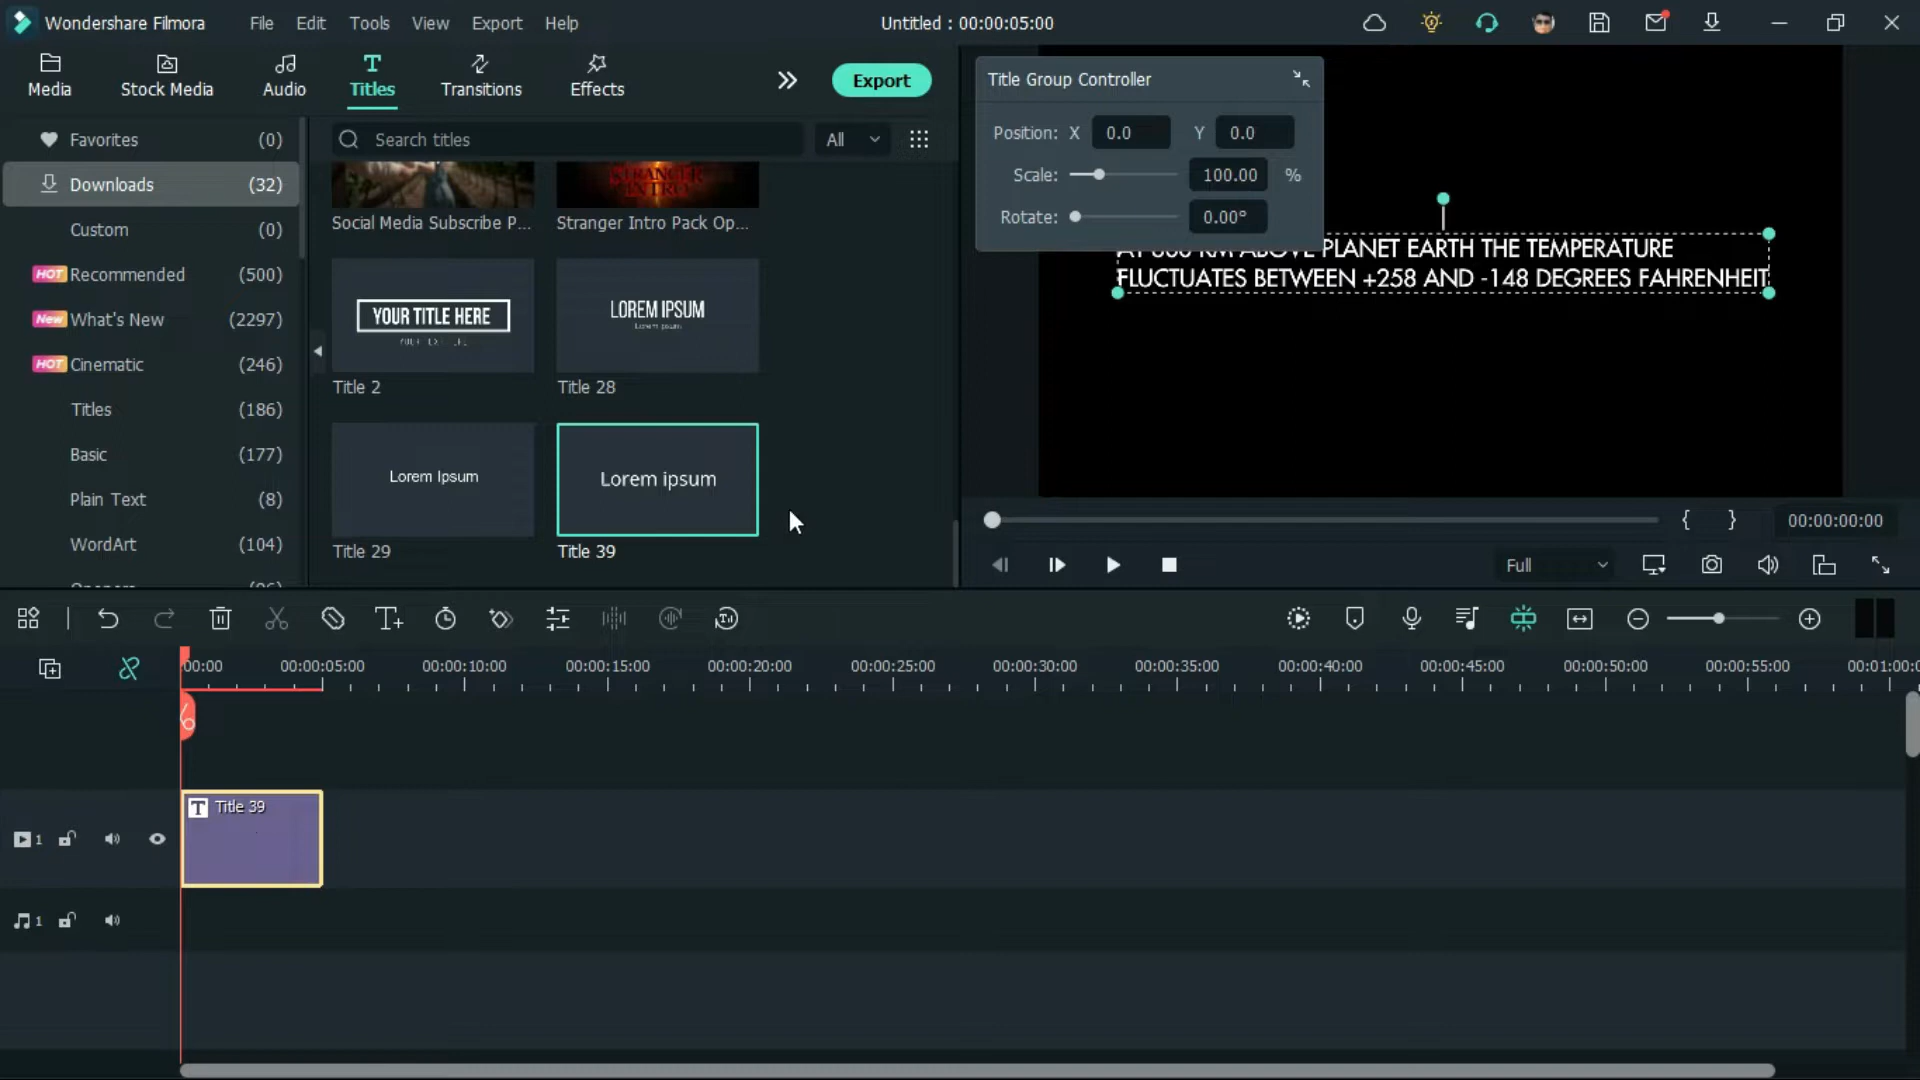 Wondershare Filmora File Edit Tools View Export Help Untitled : 00:00:05:00
Media Stock Media Audio Titles Transitions Effects Export
Favorites (0)
Downloads (32)
Custom (0)
HOT Recommended (500)
New What's New (2297)
HOT Cinematic (246)
Titles (186)
Basic (177)
Plain Text (8)
WordArt (104)
Search titles All
STRANGER
INTRO
Social Media Subscribe P... Stranger Intro Pack Op...
YOUR TITLE HERE
LOREM IPSUM
Lorem ipsum
Title 2 Title 28
Lorem Ipsum Lorem ipsum
Title 29 Title 39
Title Group Controller
Position: X 0.0 Y 0.0
Scale: 100.00 %
Rotate: 0.00°
ABOVE PLANET EARTH THE TEMPERATURE
FLUCTUATES BETWEEN +258 AND -148 DEGREES FAHRENHEIT
{ } 00:00:00:00
Full
00:00 00:00:05:00 00:00:10:00 00:00:15:00 00:00:20:00 00:00:25:00 00:00:30:00 00:00:35:00 00:00:40:00 00:00:45:00 00:00:50:00 00:00:55:00 00:01:00:0
T Title 39
1
1